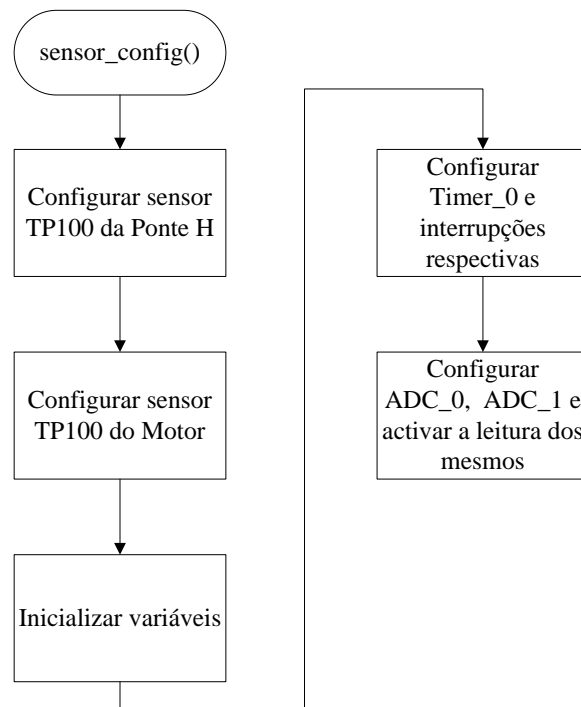 sensor_config()
Configurar sensor
TP100 da Ponte H
Configurar sensor
TP100 do Motor
Inicializar variáveis
Configurar
Timer_0 e
interrupções
respectivas
Configurar
ADC_0, ADC_1 e
activar a leitura dos
mesmos